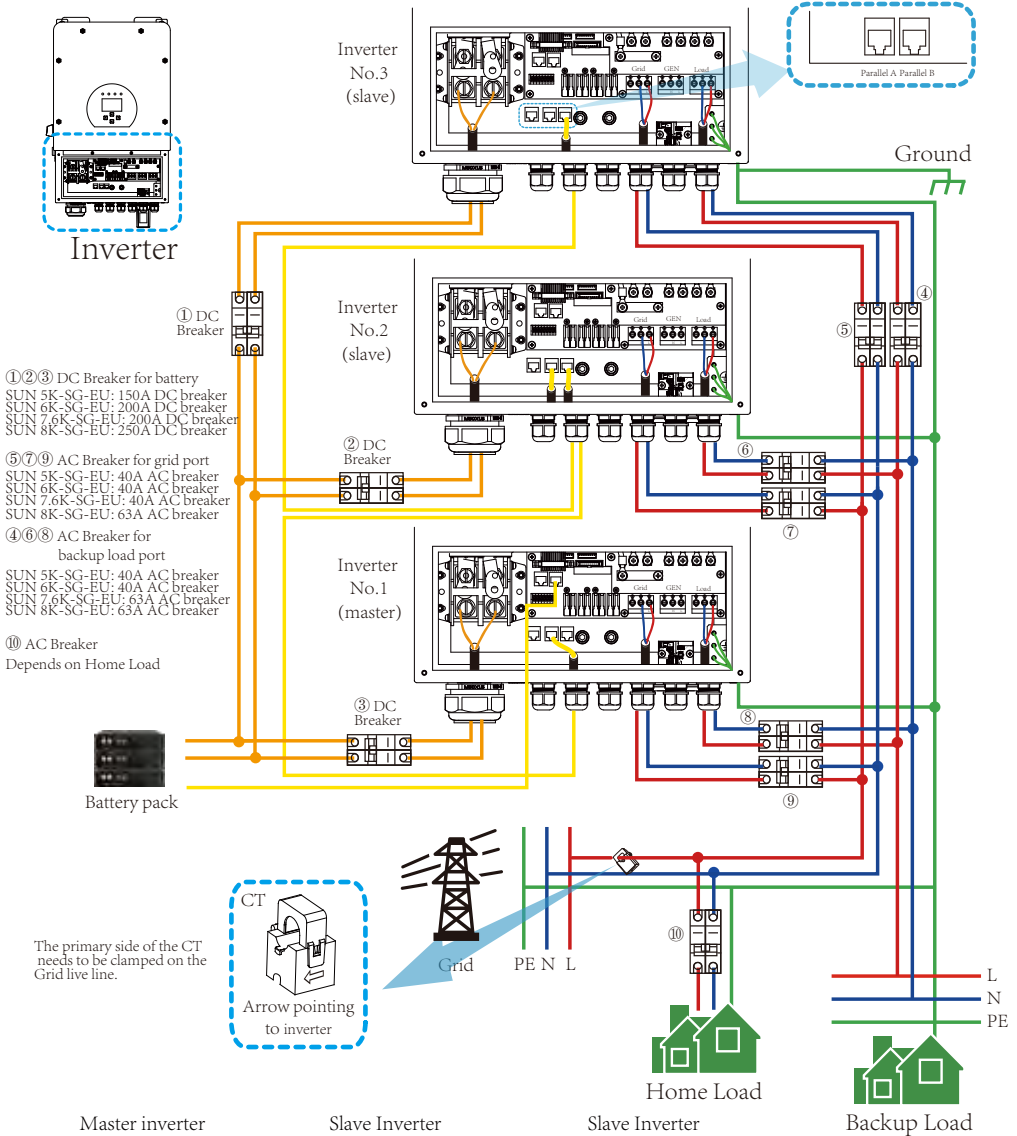 Inverter
No.3
(slave)
Grid
GEN
Load
Parallel A Parallel B
Ground
Inverter
① DC
Breaker
Inverter
No.2
(slave)
Grid
GEN
Load
④
⑤
①②③ DC Breaker for battery
SUN 5K-SG-EU: 150A DC breaker
SUN 6K-SG-EU: 200A DC breaker
SUN 7.6K-SG-EU: 200A DC breaker
SUN 8K-SG-EU: 250A DC breaker
② DC
Breaker
⑥
⑦
⑤⑦⑨ AC Breaker for grid port
SUN 5K-SG-EU: 40A AC breaker
SUN 6K-SG-EU: 40A AC breaker
SUN 7.6K-SG-EU: 40A AC breaker
SUN 8K-SG-EU: 63A AC breaker
④⑥⑧ AC Breaker for
backup load port
SUN 5K-SG-EU: 40A AC breaker
SUN 6K-SG-EU: 40A AC breaker
SUN 7.6K-SG-EU: 63A AC breaker
SUN 8K-SG-EU: 63A AC breaker
⑩ AC Breaker
Depends on Home Load
Inverter
No.1
(master)
Grid
GEN
Load
③ DC
Breaker
⑧
⑨
Battery pack
CT
The primary side of the CT
needs to be clamped on the
Grid live line.
Arrow pointing
to inverter
Grid
PE N L
⑩
L
N
PE
Home Load
Backup Load
Master inverter
Slave Inverter
Slave Inverter